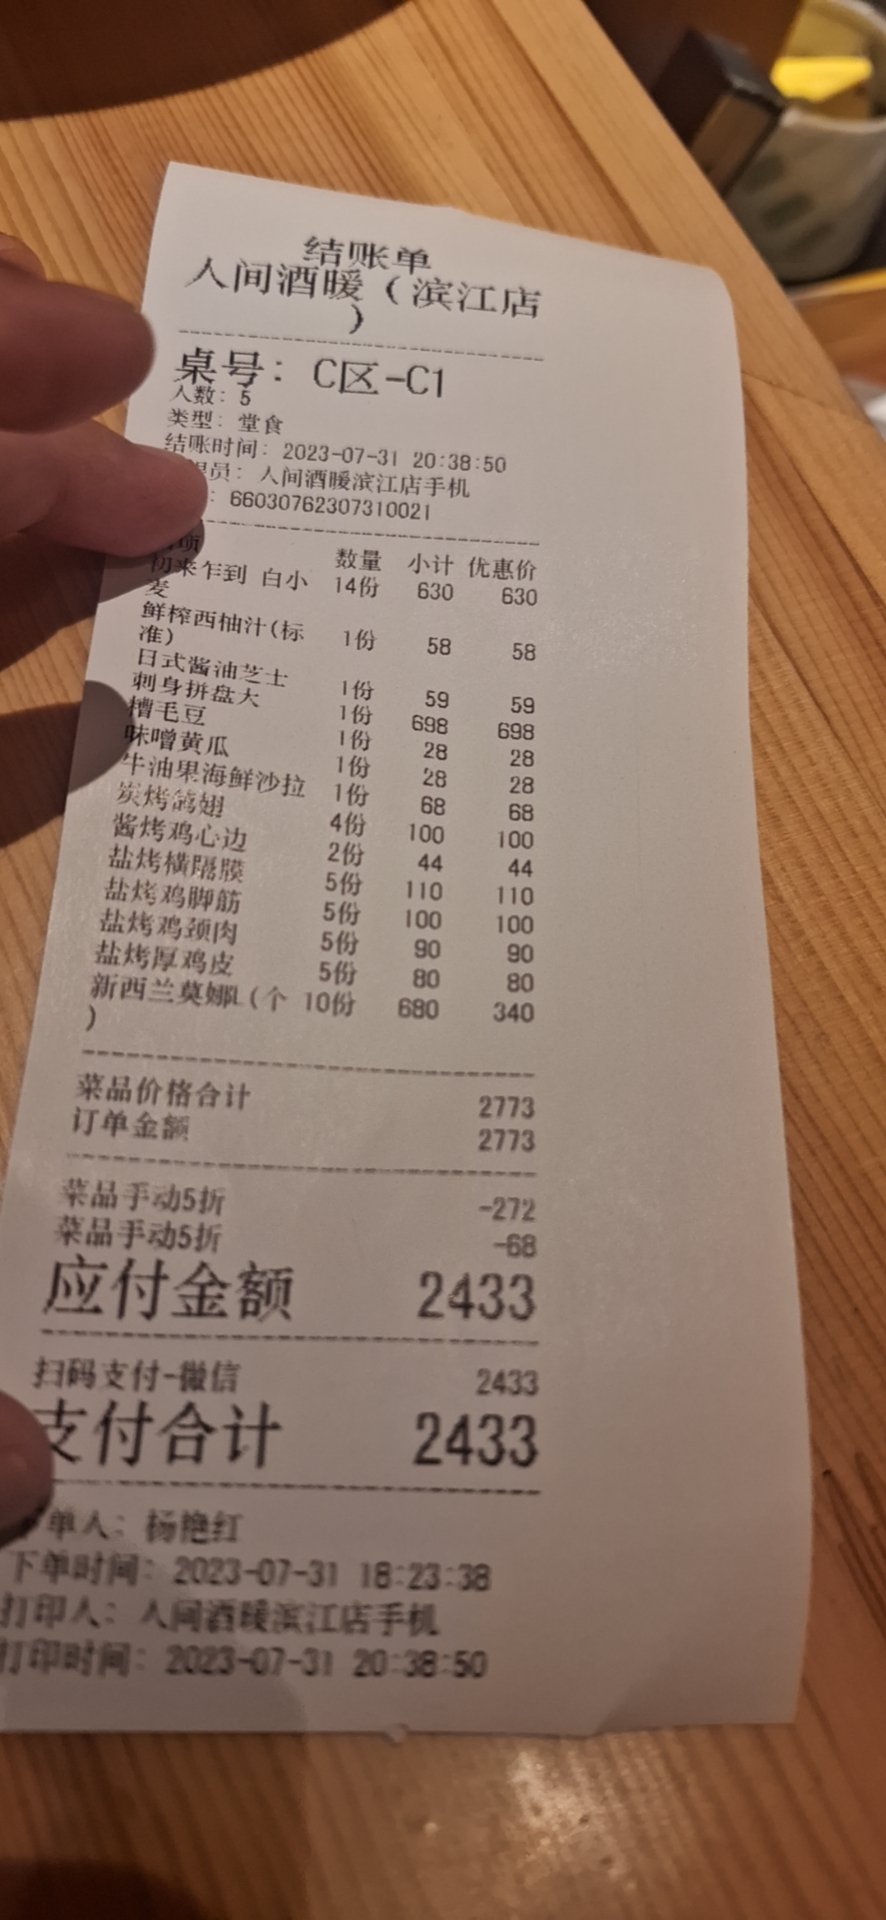 结账单
人间酒暖（滨江店
）
桌号：C区-C1
人数：5
类型：堂食
结账时间：2023-07-31 20:38:50
员：人间酒暖滨江店手机
：66030762307310021
项 数量 小计 优惠价
初来乍到 白小 14份 630 630
麦
鲜榨西柚汁(标 1份 58 58
准)
日式酱油芝士 1份 59 59
刺身拼盘大 1份 698 698
糟毛豆 1份 28 28
味噌黄瓜 1份 28 28
牛油果海鲜沙拉 1份 68 68
炭烤鸽翅 4份 100 100
酱烤鸡心边 2份 44 44
盐烤横隔膜 5份 110 110
盐烤鸡脚筋 5份 100 100
盐烤鸡颈肉 5份 90 90
盐烤厚鸡皮 5份 80 80
新西兰莫娜L(个 10份 680 340
)
菜品价格合计 2773
订单金额 2773
菜品手动5折 -272
菜品手动5折 -68
应付金额 2433
扫码支付-微信 2433
支付合计 2433
单人：杨艳红
下单时间：2023-07-31 18:23:38
打印人：人间酒暖滨江店手机
打印时间：2023-07-31 20:38:50